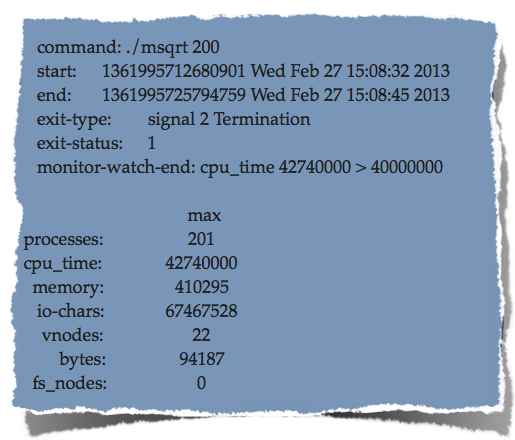 command: ./msqrt 200
start: 1361995712680901 Wed Feb 27 15:08:32 2013
end: 1361995725794759 Wed Feb 27 15:08:45 2013
exit-type: signal 2 Termination
exit-status: 1
monitor-watch-end: cpu_time 42740000 > 40000000
max
processes: 201
cpu_time: 42740000
memory: 410295
io-chars: 67467528
vnodes: 22
bytes: 94187
fs_nodes: 0